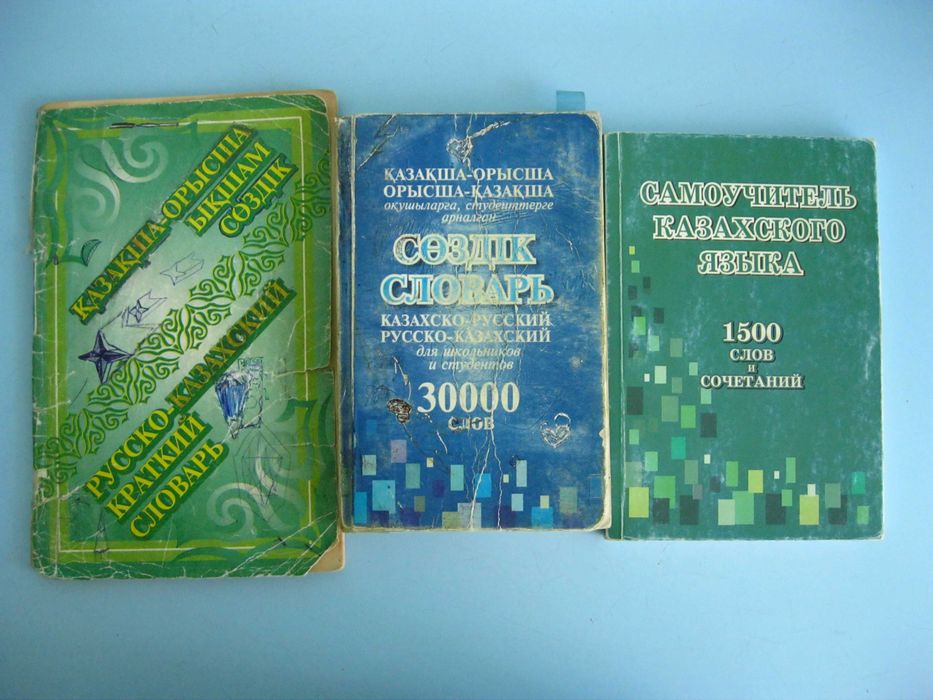 ҚАЗАҚША-ОРЫСША
ЫҚШАМ
СӨЗДІК
РУССКО-КАЗАХСКИЙ
КРАТКИЙ
СЛОВАРЬ
ҚАЗАҚША-ОРЫСША
ОРЫСША-ҚАЗАҚША
оқушыларға, студенттерге
арналған
СӨЗДІК
СЛОВАРЬ
КАЗАХСКО-РУССКИЙ
РУССКО-КАЗАХСКИЙ
для школьников
и студентов
30000
СЛОВ
САМОУЧИТЕЛЬ
КАЗАХСКОГО
ЯЗЫКА
1500
СЛОВ
и
СОЧЕТАНИЙ